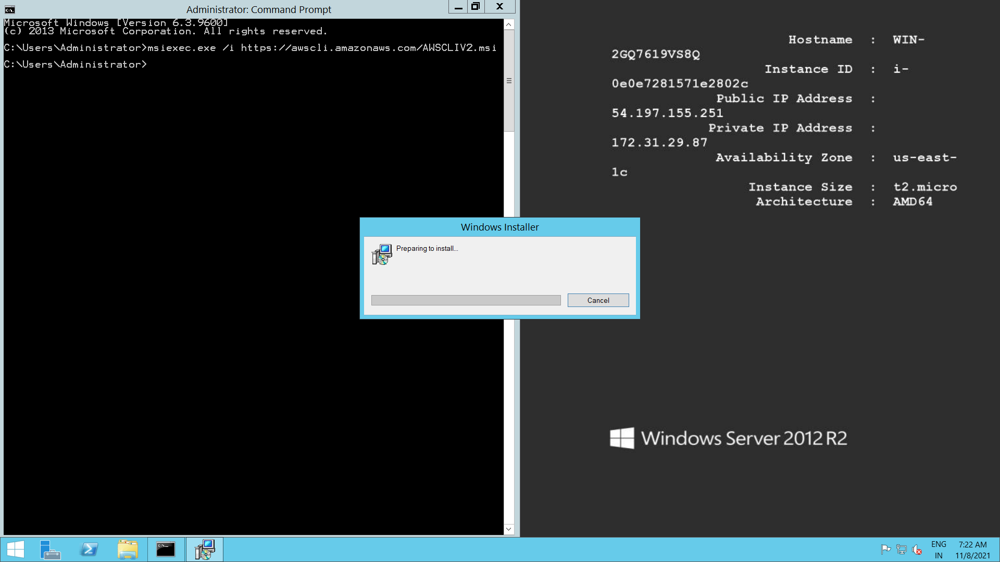 Administrator: Command Prompt
Microsoft Windows [Version 6.3.9600]
(c) 2013 Microsoft Corporation. All rights reserved.
C:\Users\Administrator>msiexec.exe /i https://awscli.amazonaws.com/AWSCLIV2.msi
C:\Users\Administrator>
Hostname : WIN-
2GQ7619VS8Q
Instance ID : i-
0e0e7281571e2802c
Public IP Address :
54.197.155.251
Private IP Address :
172.31.29.87
Availability Zone : us-east-
1c
Instance Size : t2.micro
Architecture : AMD64
Windows Installer
Preparing to install...
Cancel
Windows Server 2012 R2
ENG
IN
7:22 AM
11/8/2021